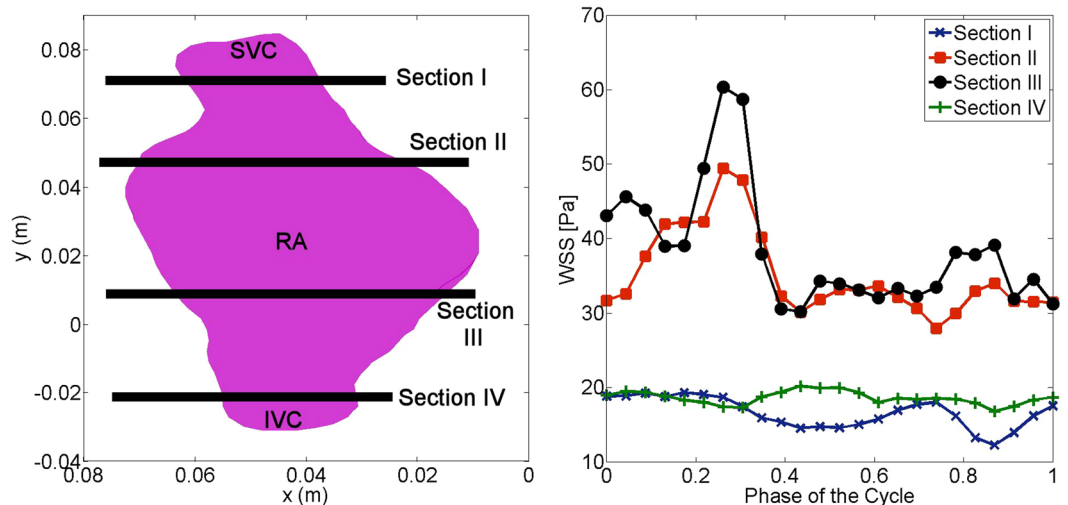 SVC
Section I
Section II
RA
Section
III
Section IV
IVC
0.08
0.06
0.04
0.02
0
-0.02
-0.04
y (m)
0.08
0.06
0.04
0.02
0
x (m)
70
60
50
40
30
20
10
WSS [Pa]
0
0.2
0.4
0.6
0.8
1
Phase of the Cycle
Section I
Section II
Section III
Section IV